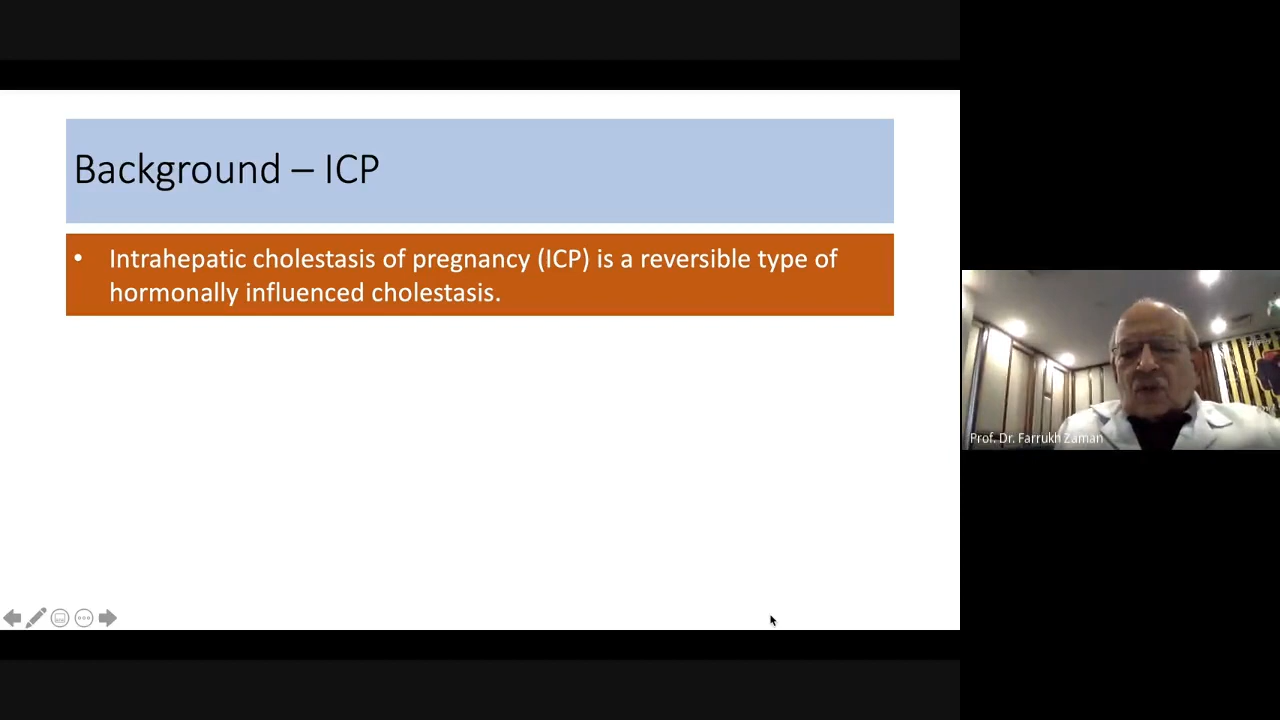 Background – ICP
• Intrahepatic cholestasis of pregnancy (ICP) is a reversible type of
hormonally influenced cholestasis.
Prof. Dr. Farrukh Zaman